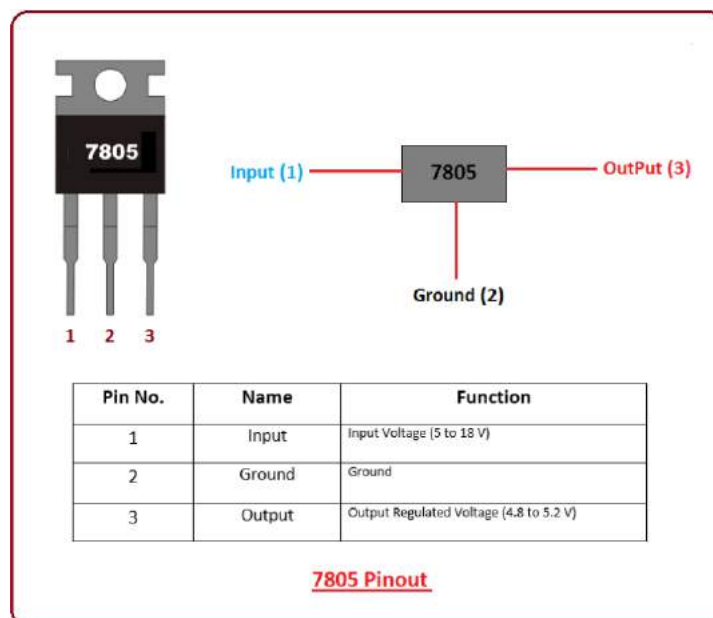 7805
1 2 3
Input (1) 7805 OutPut (3)
Ground (2)
Pin No. Name Function
1 Input Input Voltage (5 to 18 V)
2 Ground Ground
3 Output Output Regulated Voltage (4.8 to 5.2 V)
7805 Pinout